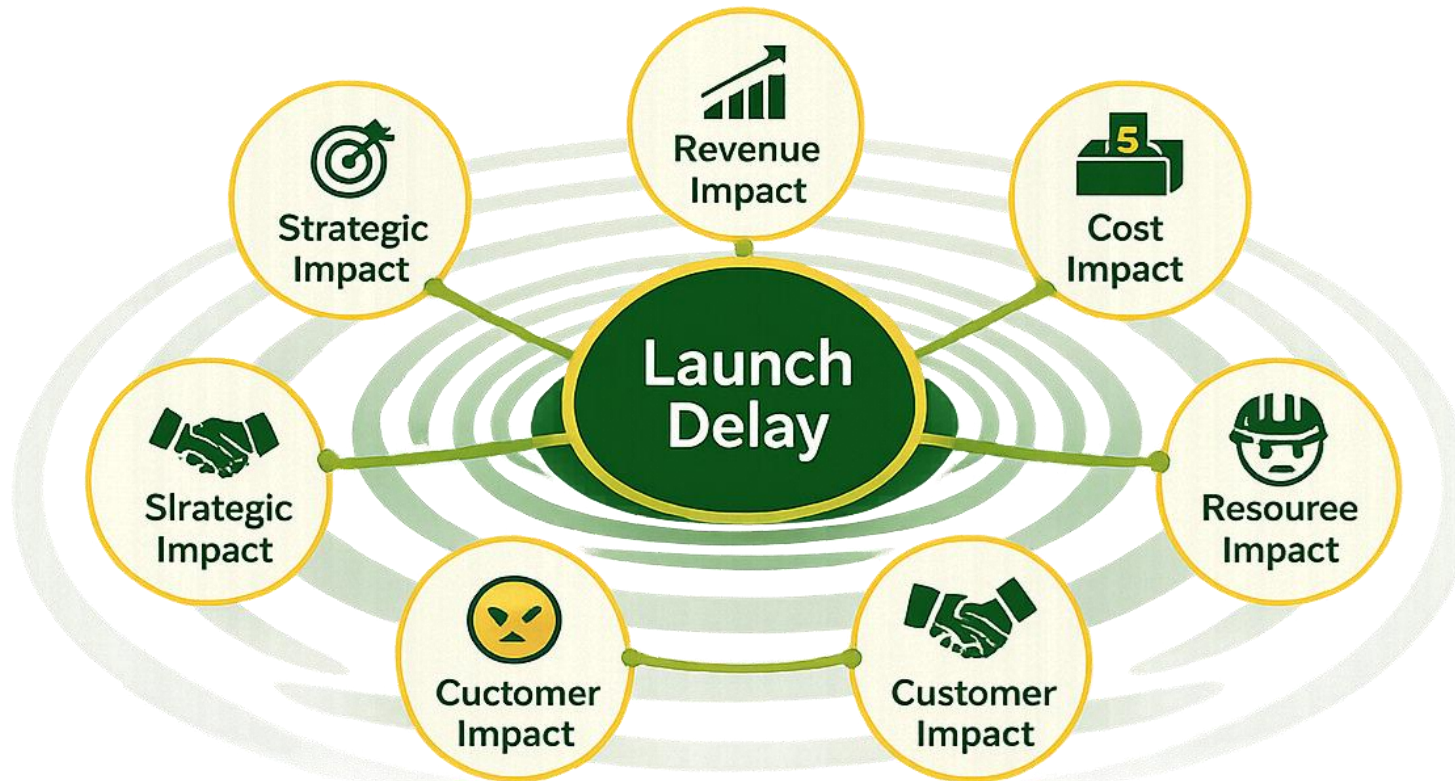 Revenue
Impact
Strategic
Impact
5
Cost
Impact
Launch
Delay
Slrategic
Impact
Resouree
Impact
Cuctomer
Impact
Customer
Impact